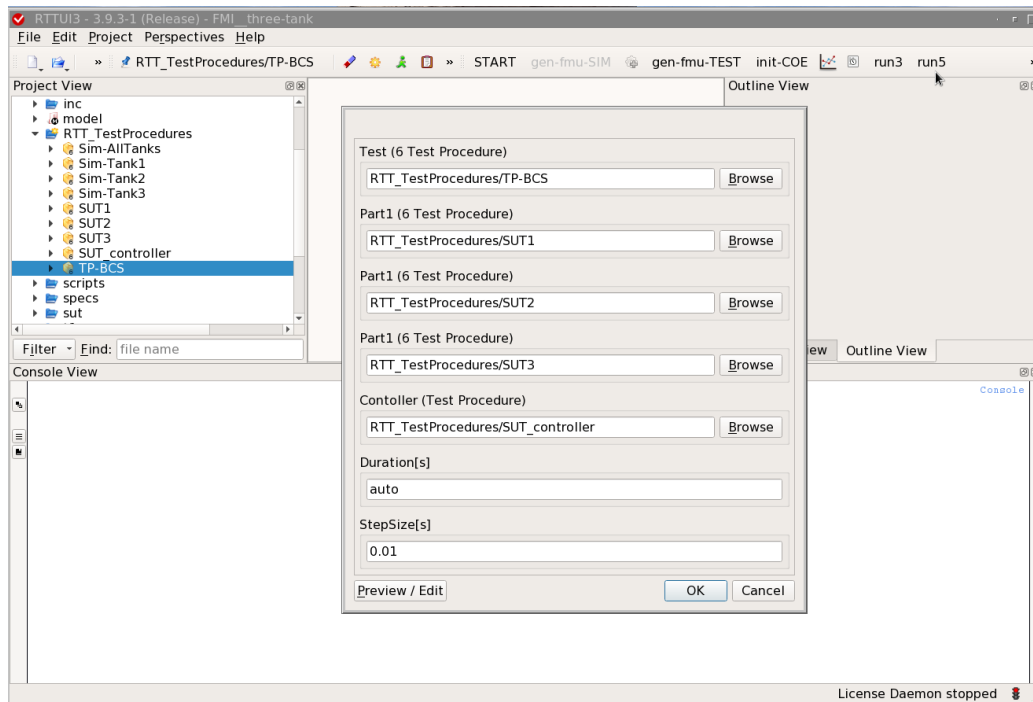 RTTUI3 - 3.9.3-1 (Release) - FMI__three-tank
File Edit Project Perspectives Help
» RTT_TestProcedures/TP-BCS » START gen-fmu-SIM gen-fmu-TEST init-COE run3 run5 »
Project View
Outline View
inc
model
RTT_TestProcedures
Sim-AllTanks
Sim-Tank1
Sim-Tank2
Sim-Tank3
SUT1
SUT2
SUT3
SUT_controller
TP-BCS
scripts
specs
sut
Filter Find: file name
Test (6 Test Procedure)
RTT_TestProcedures/TP-BCS Browse
Part1 (6 Test Procedure)
RTT_TestProcedures/SUT1 Browse
Part1 (6 Test Procedure)
RTT_TestProcedures/SUT2 Browse
Part1 (6 Test Procedure)
RTT_TestProcedures/SUT3 Browse
Contoller (Test Procedure)
RTT_TestProcedures/SUT_controller Browse
Duration[s]
auto
StepSize[s]
0.01
Preview / Edit OK Cancel
Outline View
Console View
Console
License Daemon stopped